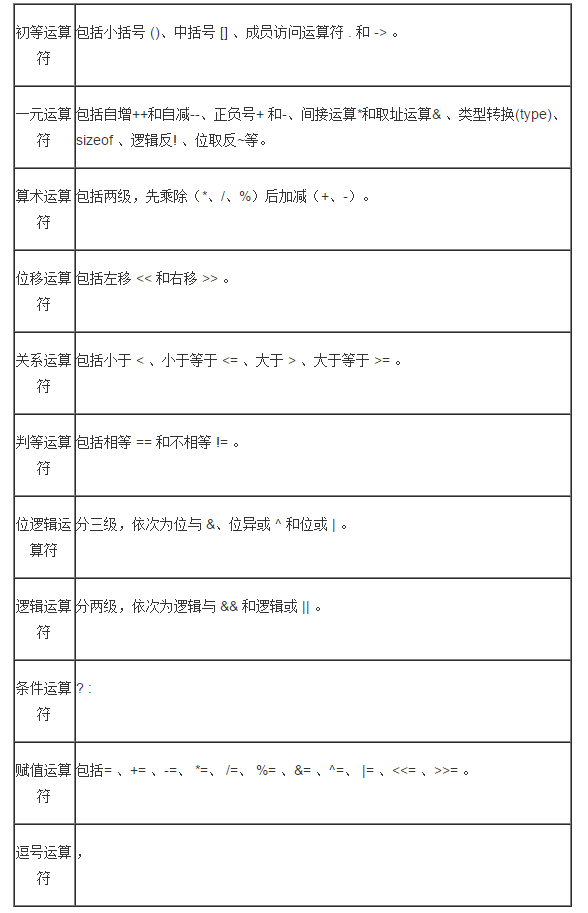 初等运算
符
包括小括号 ()、中括号 [] 、成员访问运算符 . 和 -> 。
一元运算
符
包括自增++和自减--、正负号+ 和-、间接运算*和取址运算& 、类型转换(type)、
sizeof 、逻辑反! 、位取反~等。
算术运算
符
包括两级，先乘除（*、/、%）后加减（+、-）。
位移运算
符
包括左移 << 和右移 >> 。
关系运算
符
包括小于 < 、小于等于 <= 、大于 > 、大于等于 >= 。
判等运算
符
包括相等 == 和不相等 != 。
位逻辑运
算符
分三级，依次为位与 &、位异或 ^ 和位或 | 。
逻辑运算
符
分两级，依次为逻辑与 && 和逻辑或 || 。
条件运算
符
? :
赋值运算
符
包括= 、+= 、-=、 *=、 /=、 %= 、&= 、^=、 |= 、<<= 、>>= 。
逗号运算
符
，